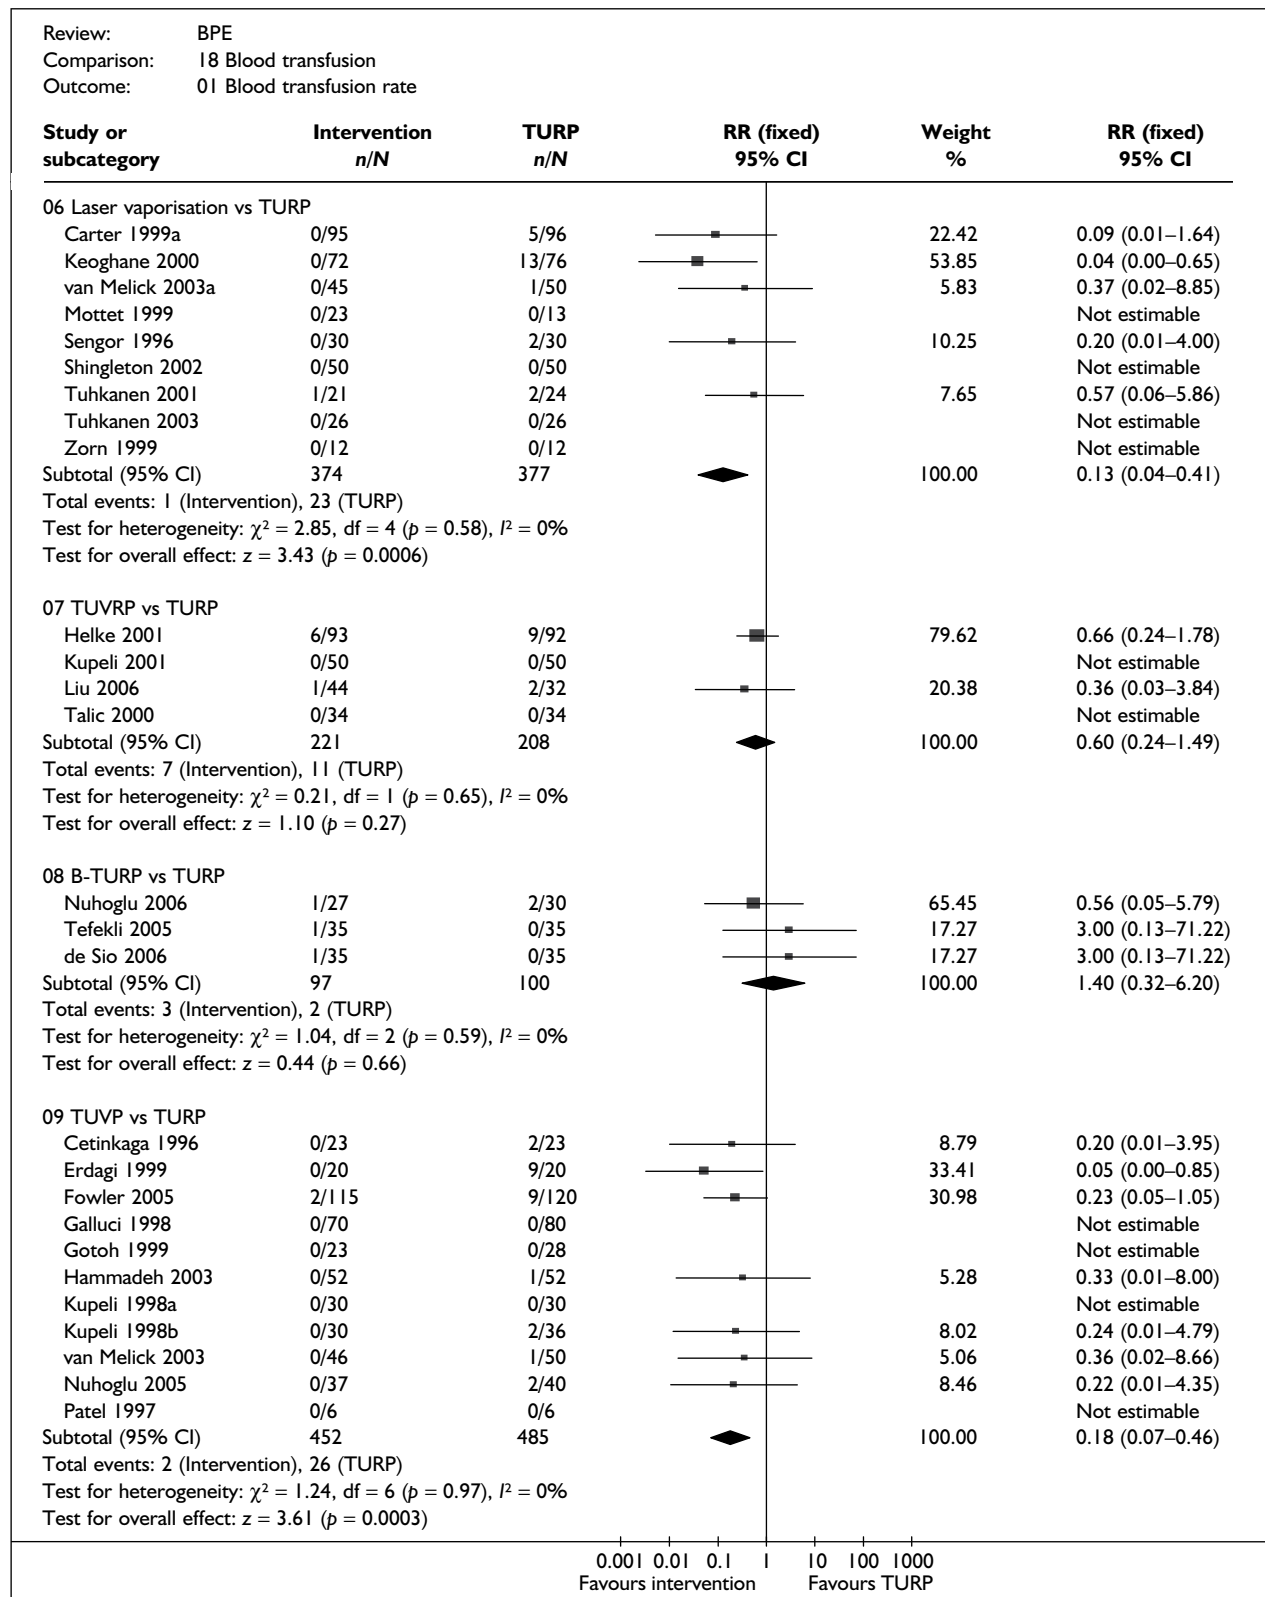 Review: BPE
Comparison: 18 Blood transfusion
Outcome: 01 Blood transfusion rate
Study or Intervention TURP RR (fixed) Weight RR (fixed)
subcategory n/N n/N 95% CI % 95% CI
06 Laser vaporisation vs TURP
Carter 1999a 0/95 5/96 22.42 0.09 (0.01–1.64)
Keoghane 2000 0/72 13/76 53.85 0.04 (0.00–0.65)
van Melick 2003a 0/45 1/50 5.83 0.37 (0.02–8.85)
Mottet 1999 0/23 0/13 Not estimable
Sengor 1996 0/30 2/30 10.25 0.20 (0.01–4.00)
Shingleton 2002 0/50 0/50 Not estimable
Tuhkanen 2001 1/21 2/24 7.65 0.57 (0.06–5.86)
Tuhkanen 2003 0/26 0/26 Not estimable
Zorn 1999 0/12 0/12 Not estimable
Subtotal (95% CI) 374 377 100.00 0.13 (0.04–0.41)
Total events: 1 (Intervention), 23 (TURP)
Test for heterogeneity: χ² = 2.85, df = 4 (p = 0.58), I² = 0%
Test for overall effect: z = 3.43 (p = 0.0006)
07 TUVRP vs TURP
Helke 2001 6/93 9/92 79.62 0.66 (0.24–1.78)
Kupeli 2001 0/50 0/50 Not estimable
Liu 2006 1/44 2/32 20.38 0.36 (0.03–3.84)
Talic 2000 0/34 0/34 Not estimable
Subtotal (95% CI) 221 208 100.00 0.60 (0.24–1.49)
Total events: 7 (Intervention), 11 (TURP)
Test for heterogeneity: χ² = 0.21, df = 1 (p = 0.65), I² = 0%
Test for overall effect: z = 1.10 (p = 0.27)
08 B-TURP vs TURP
Nuhoglu 2006 1/27 2/30 65.45 0.56 (0.05–5.79)
Tefekli 2005 1/35 0/35 17.27 3.00 (0.13–71.22)
de Sio 2006 1/35 0/35 17.27 3.00 (0.13–71.22)
Subtotal (95% CI) 97 100 100.00 1.40 (0.32–6.20)
Total events: 3 (Intervention), 2 (TURP)
Test for heterogeneity: χ² = 1.04, df = 2 (p = 0.59), I² = 0%
Test for overall effect: z = 0.44 (p = 0.66)
09 TUVP vs TURP
Cetinkaga 1996 0/23 2/23 8.79 0.20 (0.01–3.95)
Erdagi 1999 0/20 9/20 33.41 0.05 (0.00–0.85)
Fowler 2005 2/115 9/120 30.98 0.23 (0.05–1.05)
Galluci 1998 0/70 0/80 Not estimable
Gotoh 1999 0/23 0/28 Not estimable
Hammadeh 2003 0/52 1/52 5.28 0.33 (0.01–8.00)
Kupeli 1998a 0/30 0/30 Not estimable
Kupeli 1998b 0/30 2/36 8.02 0.24 (0.01–4.79)
van Melick 2003 0/46 1/50 5.06 0.36 (0.02–8.66)
Nuhoglu 2005 0/37 2/40 8.46 0.22 (0.01–4.35)
Patel 1997 0/6 0/6 Not estimable
Subtotal (95% CI) 452 485 100.00 0.18 (0.07–0.46)
Total events: 2 (Intervention), 26 (TURP)
Test for heterogeneity: χ² = 1.24, df = 6 (p = 0.97), I² = 0%
Test for overall effect: z = 3.61 (p = 0.0003)
0.001 0.01 0.1 1 10 100 1000
Favours intervention Favours TURP